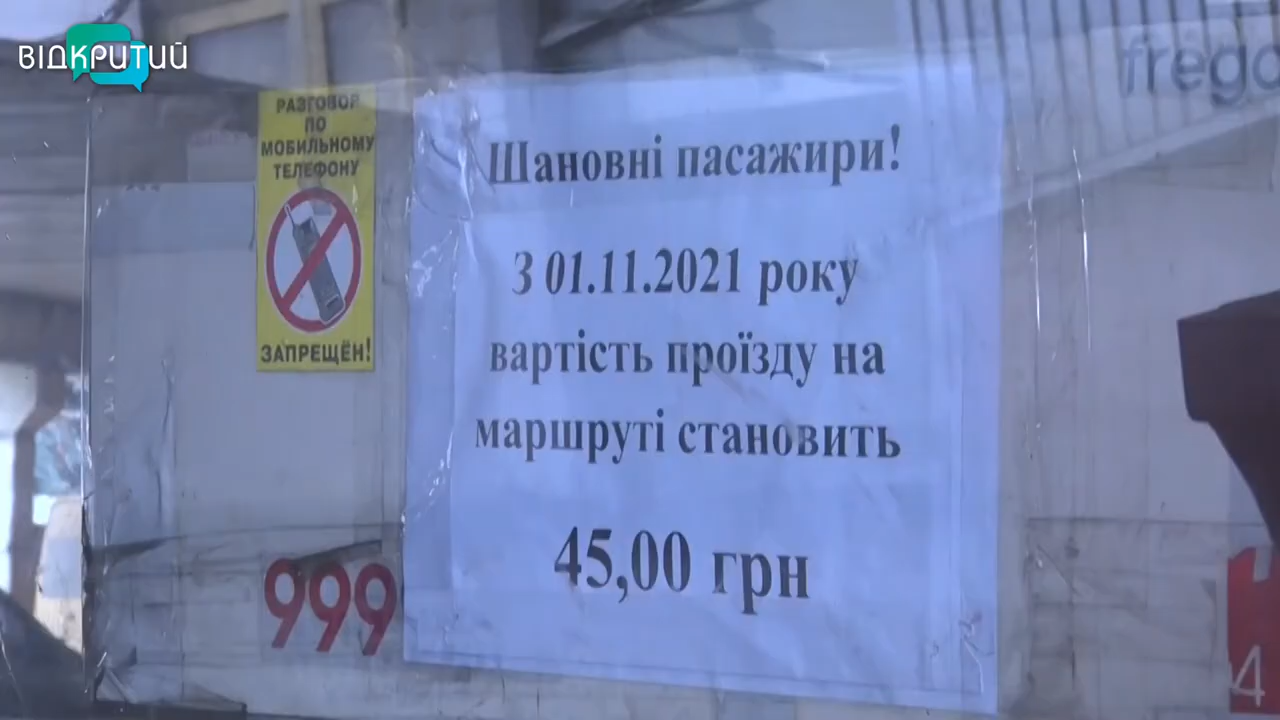 ВІДКРИТИЙ
РАЗГОВОР
ПО
МОБИЛЬНОМУ
ТЕЛЕФОНУ
ЗАПРЕЩЁН!
Шановні пасажири!
З 01.11.2021 року
вартість проїзду на
маршруті становить
45,00 грн
999
4